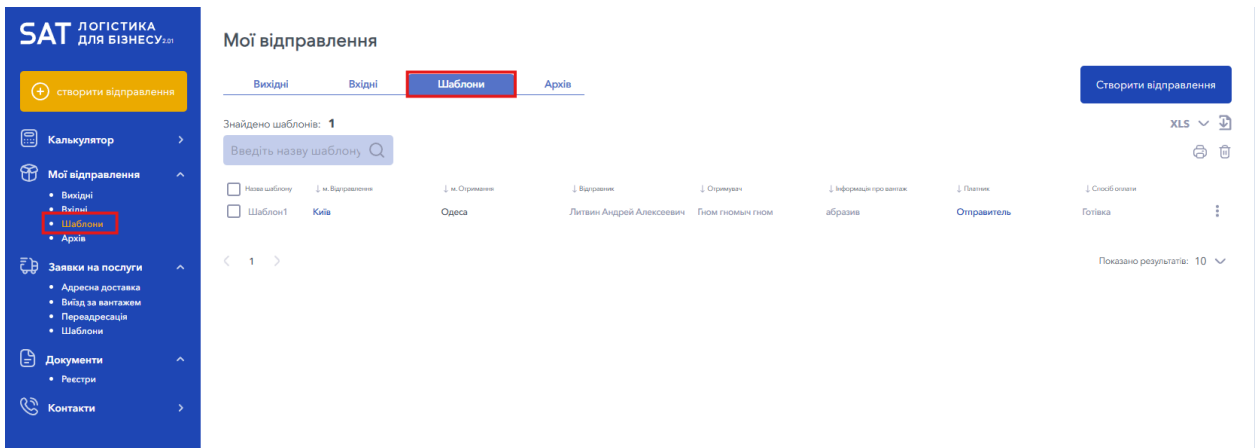 SAT ЛОГІСТИКА
ДЛЯ БІЗНЕСУ 2.01
створити відправлення
Калькулятор
Мої відправлення
Вихідні
Вхідні
Шаблони
Архів
Заявки на послуги
Адресна доставка
Виїзд за вантажем
Переадресація
Шаблони
Документи
Реєстри
Контакти
Мої відправлення
Вихідні Вхідні Шаблони Архів
Створити відправлення
Знайдено шаблонів: 1
XLS
Введіть назву шаблону
Назва шаблону ↓ м. Відправлення ↓ м. Отримання ↓ Відправник ↓ Отримувач ↓ Інформація про вантаж ↓ Платник ↓ Спосіб оплати
Шаблон1 Київ Одеса Литвин Андрей Алексеевич Гном гномыч гном абразив Отправитель Готівка
< 1 >
Показано результатів: 10